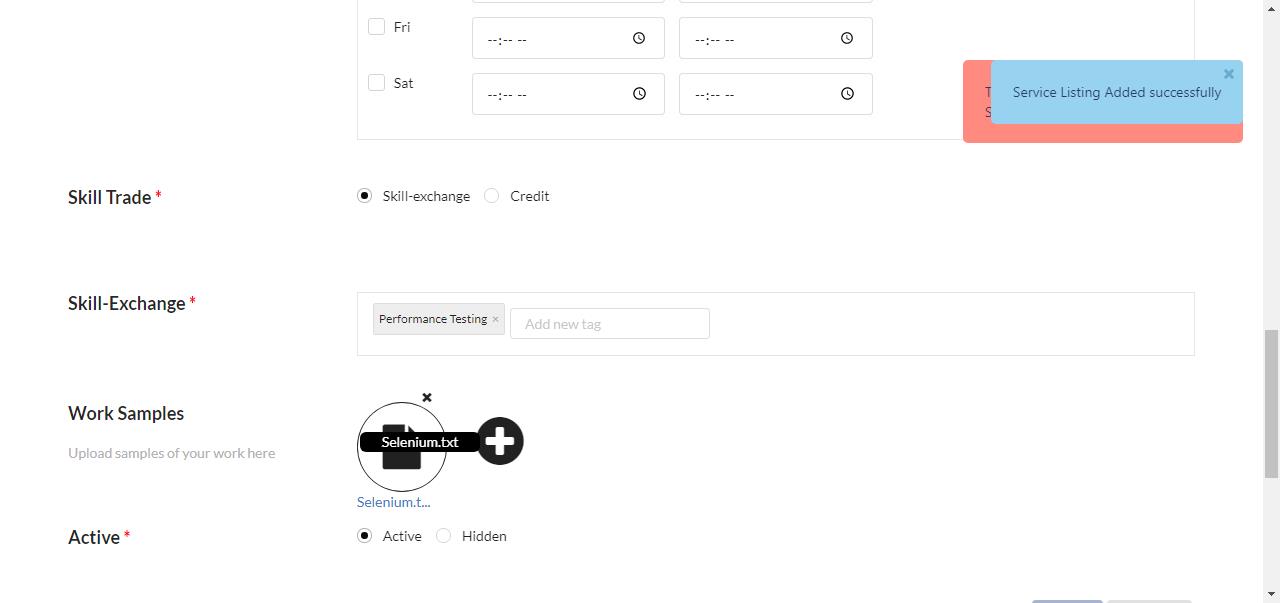 Fri
--:-- --
--:-- --
Sat
--:-- --
--:-- --
Service Listing Added successfully
Skill Trade *
Skill-exchange
Credit
Skill-Exchange *
Performance Testing ×
Add new tag
Work Samples
Upload samples of your work here
Selenium.txt
Selenium.t...
Active *
Active
Hidden